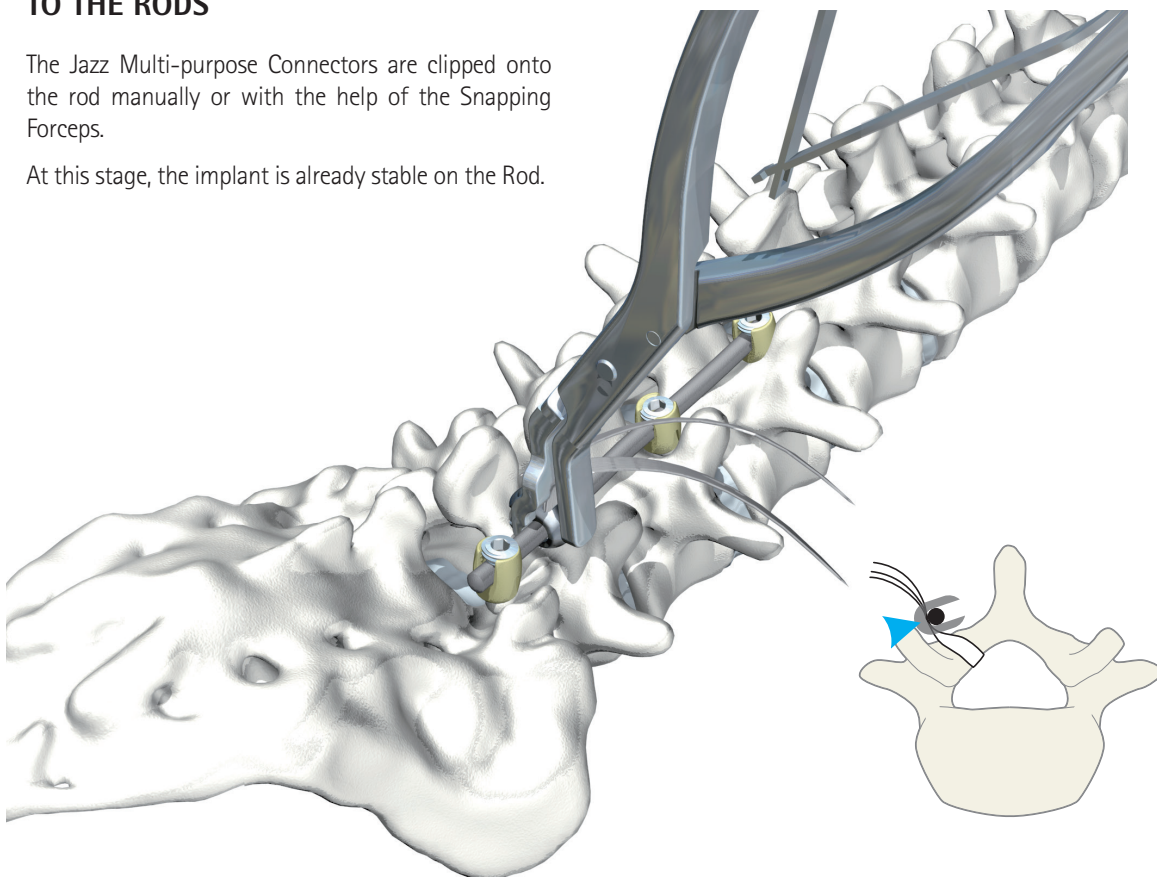 TO THE RODS
The Jazz Multi-purpose Connectors are clipped onto
the rod manually or with the help of the Snapping
Forceps.
At this stage, the implant is already stable on the Rod.